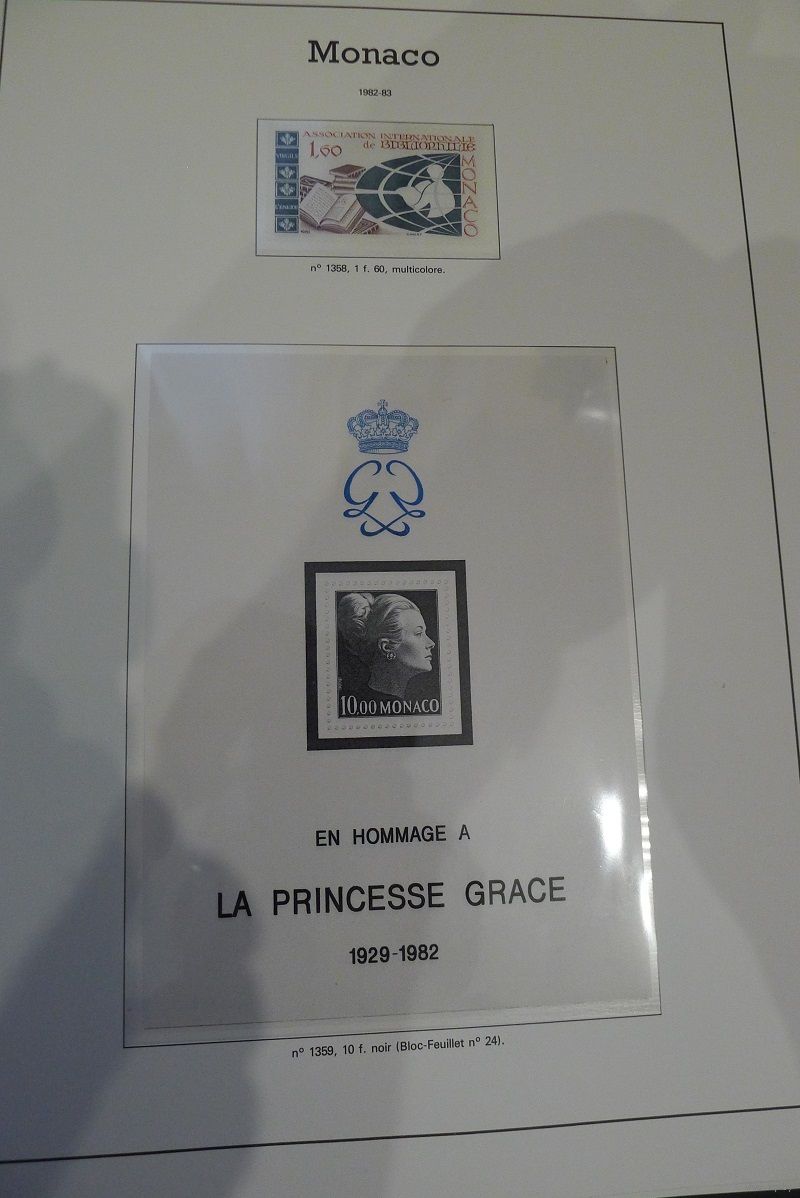 Monaco
1982-83
ASSOCIATION INTERNATIONALE
de BIBLIOPHILIE
1,60
MONACO
VIRGILE
n° 1358, 1 f. 60, multicolore.
10,00 MONACO
EN HOMMAGE A
LA PRINCESSE GRACE
1929-1982
n° 1359, 10 f. noir (Bloc-Feuillet n° 24).